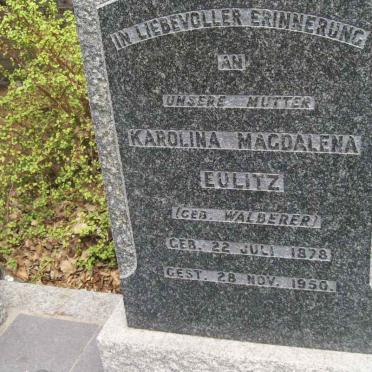 IN LIEBEVOLLER ERINNERUNG
AN
UNSERE MUTTER
KAROLINA MAGDALENA
EULITZ
(GEB. WALBERER)
GEB. 22 JULI 1878
GEST. 28 NOV. 1950.